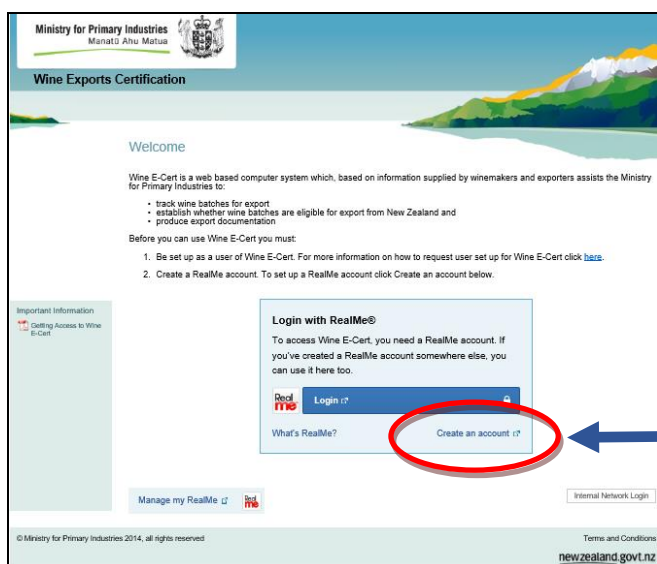 Ministry for Primary Industries
Manatū Ahu Matua
Wine Exports Certification
Welcome
Wine E-Cert is a web based computer system which, based on information supplied by winemakers and exporters assists the Ministry
for Primary Industries to:
• track wine batches for export
• establish whether wine batches are eligible for export from New Zealand and
• produce export documentation
Before you can use Wine E-Cert you must:
1. Be set up as a user of Wine E-Cert. For more information on how to request user set up for Wine E-Cert click here.
2. Create a RealMe account. To set up a RealMe account click Create an account below.
Important Information
Getting Access to Wine
E-Cert
Login with RealMe®
To access Wine E-Cert, you need a RealMe account. If
you've created a RealMe account somewhere else, you
can use it here too.
Real
me
Login
What's RealMe?
Create an account
Manage my RealMe
Real
me
Internal Network Login
© Ministry for Primary Industries 2014, all rights reserved
Terms and Conditions
newzealand.govt.nz